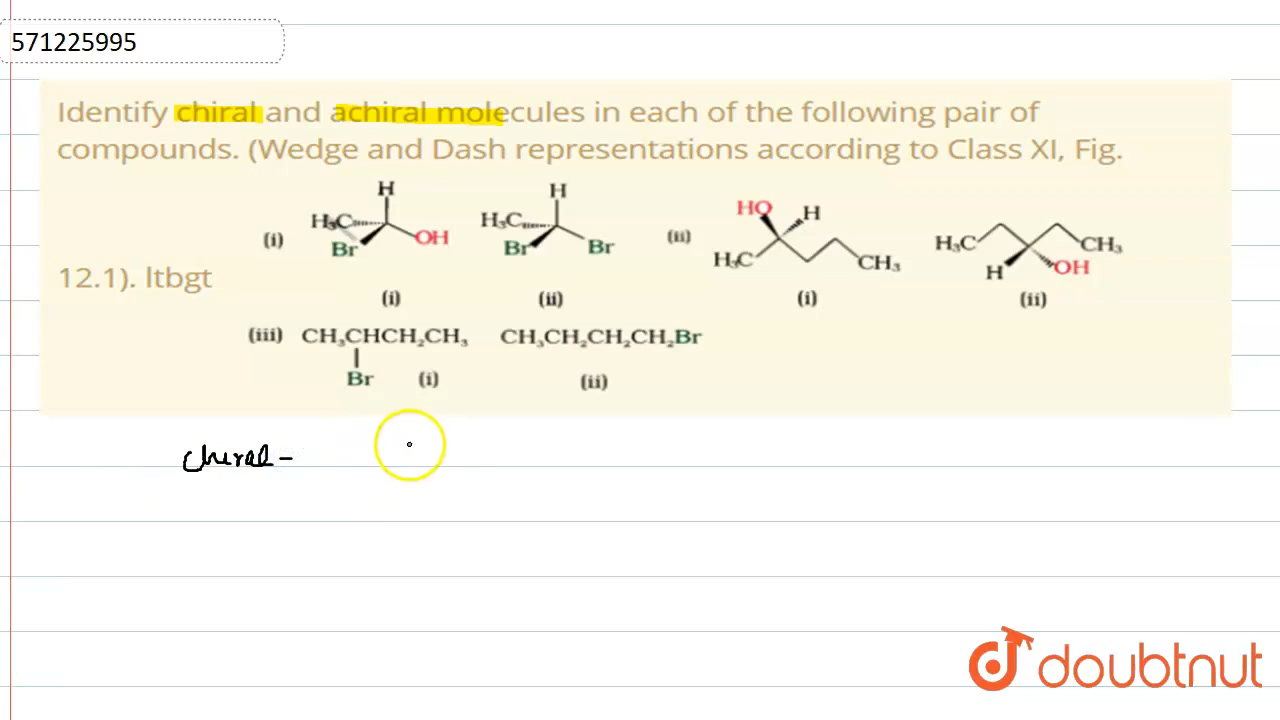 571225995
Identify chiral and achiral molecules in each of the following pair of
compounds. (Wedge and Dash representations according to Class XI, Fig.
12.1). ltbgt
(i) H₃C H Br OH
(i)
H₃C H Br Br
(ii)
(ii) HO H H₃C CH₃
(i)
H₃C CH₃ H OH
(ii)
(iii) CH₃CHCH₂CH₃
Br (i)
CH₃CH₂CH₂CH₂Br
(ii)
chiral -
doubtnut